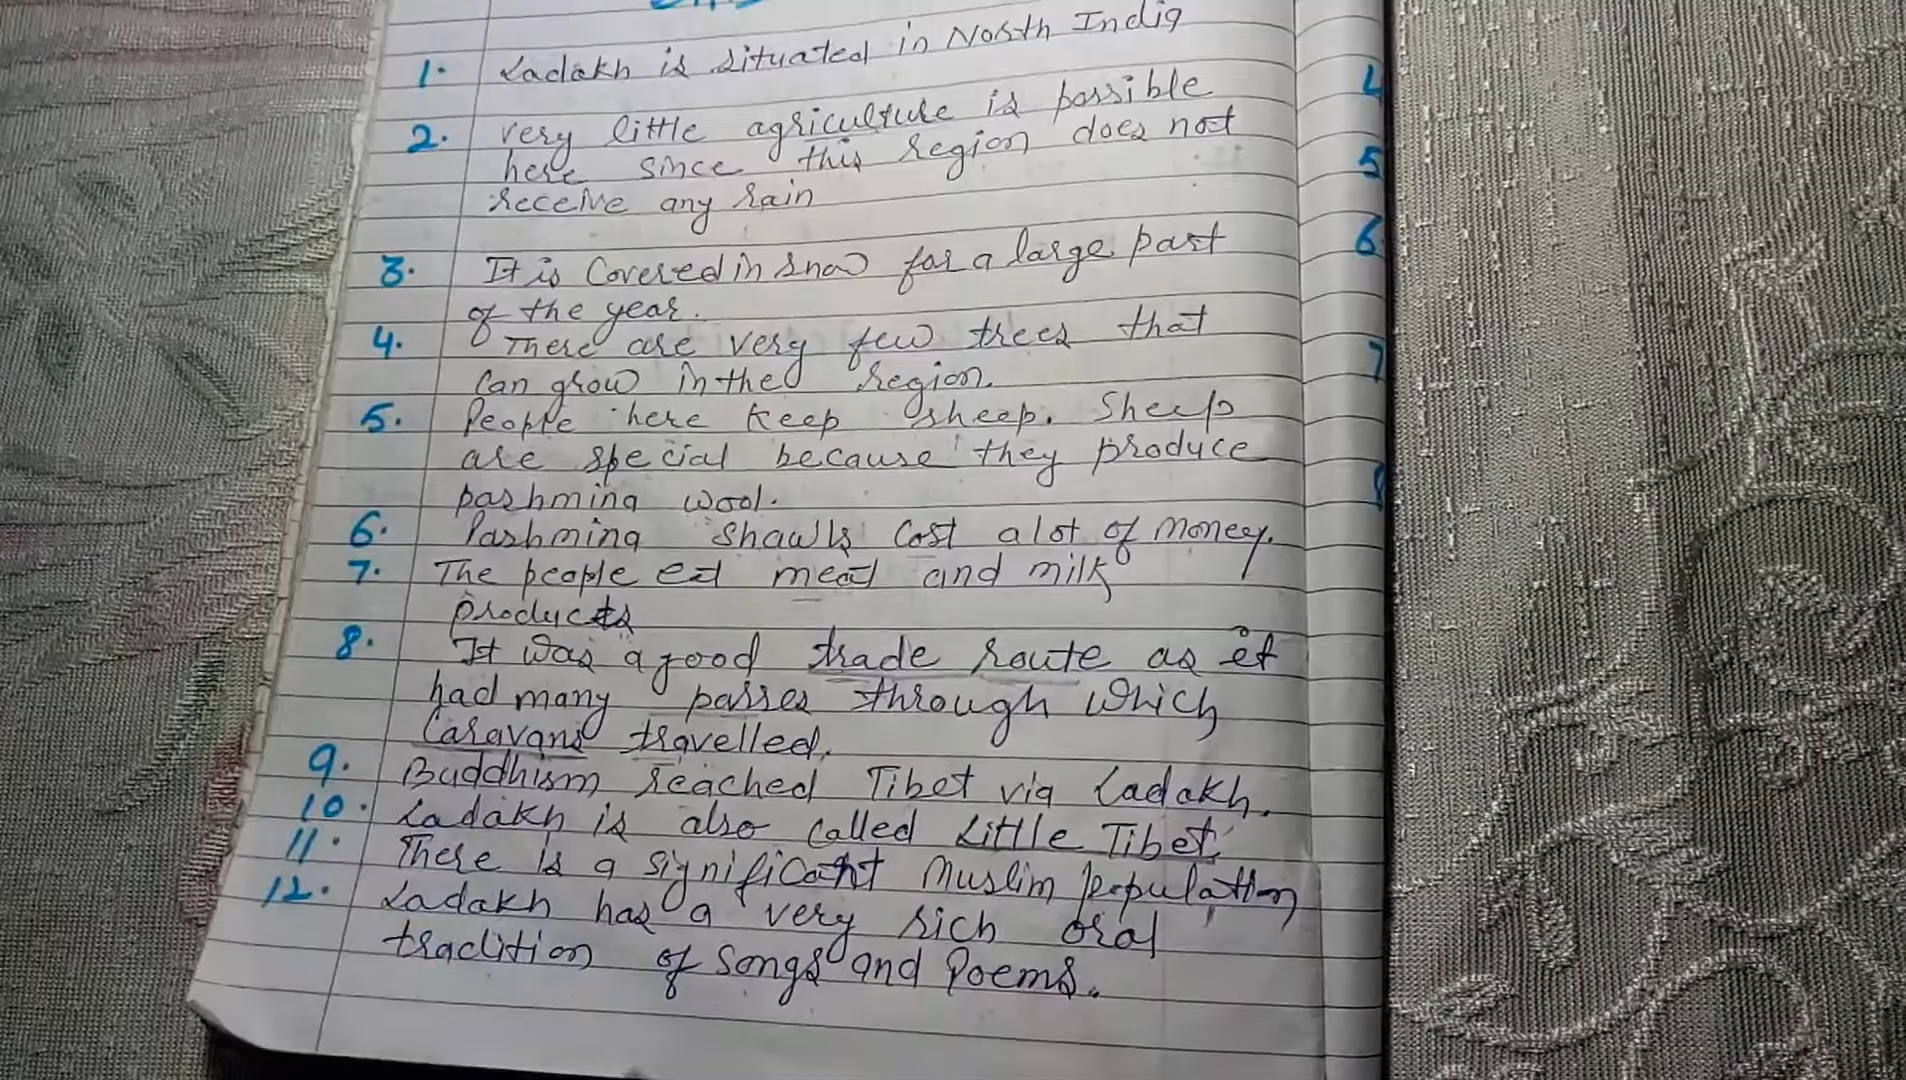 1. Ladakh is situated in North India
2. very little agriculture is possible
here since this region does not
receive any rain
3. It is Covered in snow for a large part
of the year.
4. There are very few trees that
Can grow in the region.
5. People here keep sheep. Sheep
are special because they produce
pashmina wool.
6. Pashmina shawls Cost a lot of money.
7. The people eat meat and milk
products
8. It was a good trade route as it
had many passes through which
Caravans travelled.
9. Buddhism reached Tibet via Ladakh.
10. Ladakh is also called Little Tibet.
11. There is a significant Muslim population
12. Ladakh has a very rich oral
tradition of songs and Poems.
5
6
7